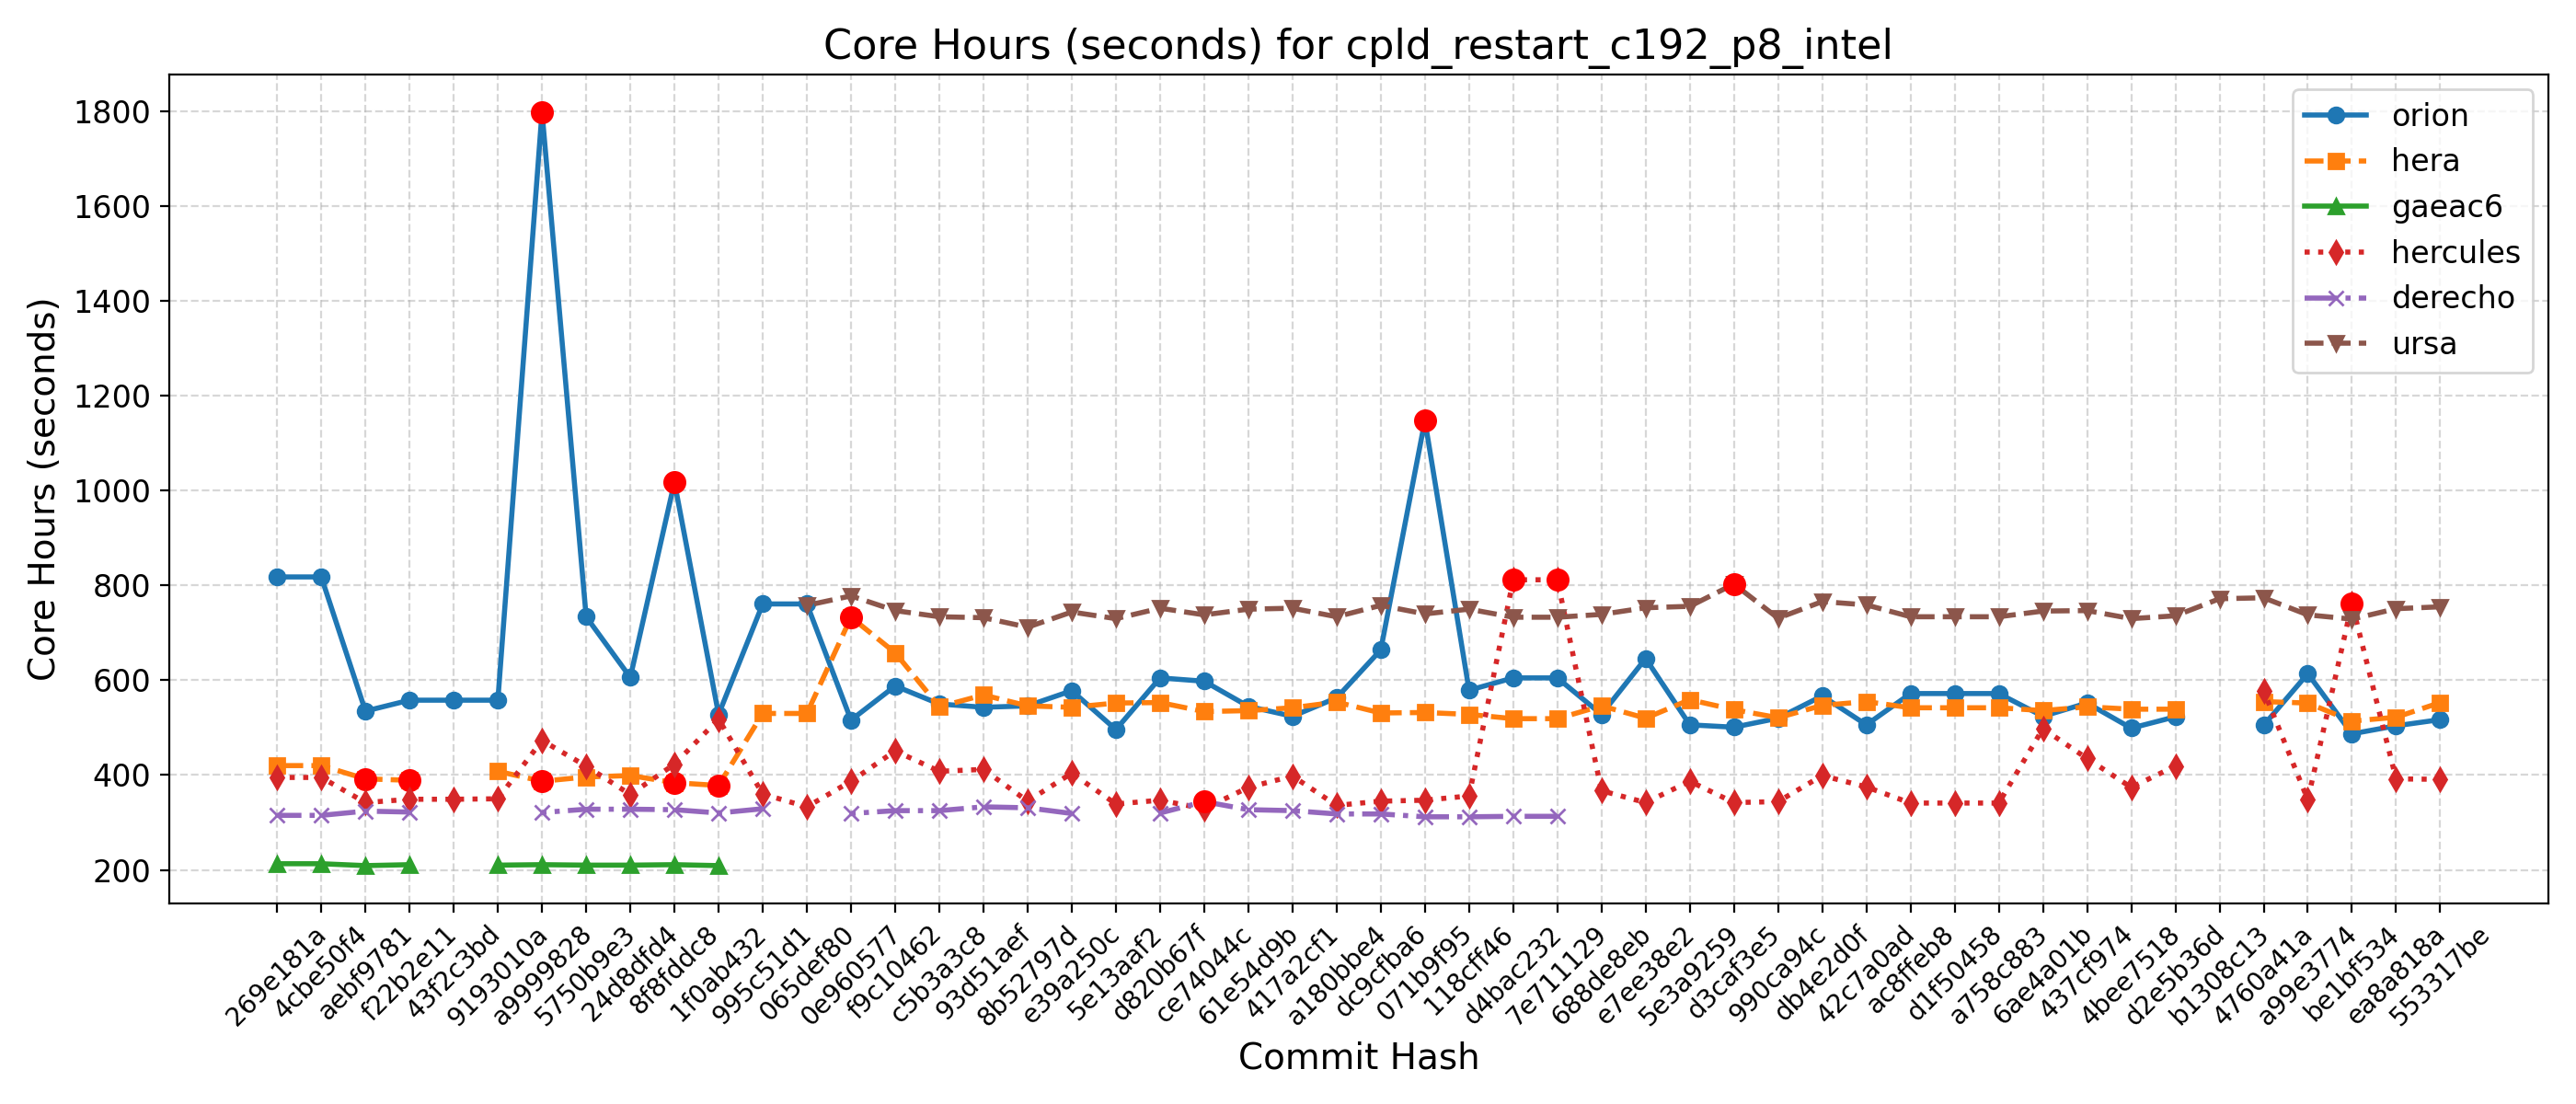 Core Hours (seconds) for cpld_restart_c192_p8_intel
Core Hours (seconds)
1800
1600
1400
1200
1000
800
600
400
200
orion
hera
gaeac6
hercules
derecho
ursa
269e181a
4cbe50f4
aebf9781
f22b2e11
43f2c3bd
9193010a
a9999828
5750b9e3
24d8dfd4
8f8fddc8
1f0ab432
995c51d1
065def80
0e960577
f9c10462
c5b3a3c8
93d51aef
8b52797d
e39a250c
5e13aaf2
d820b67f
ce74044c
61e54d9b
417a2cf1
a180bbe4
dc9cfba6
071b9f95
118cff46
d4bac232
7e711129
688de8eb
e7ee38e2
5e3a9259
d3caf3e5
990ca94c
db4e2d0f
42c7a0ad
ac8ffeb8
d1f50458
a758c883
6ae4a01b
437cf974
4bee7518
d2e5b36d
b1308c13
4760a41a
a99e3774
be1bf534
ea8a818a
553317be
Commit Hash